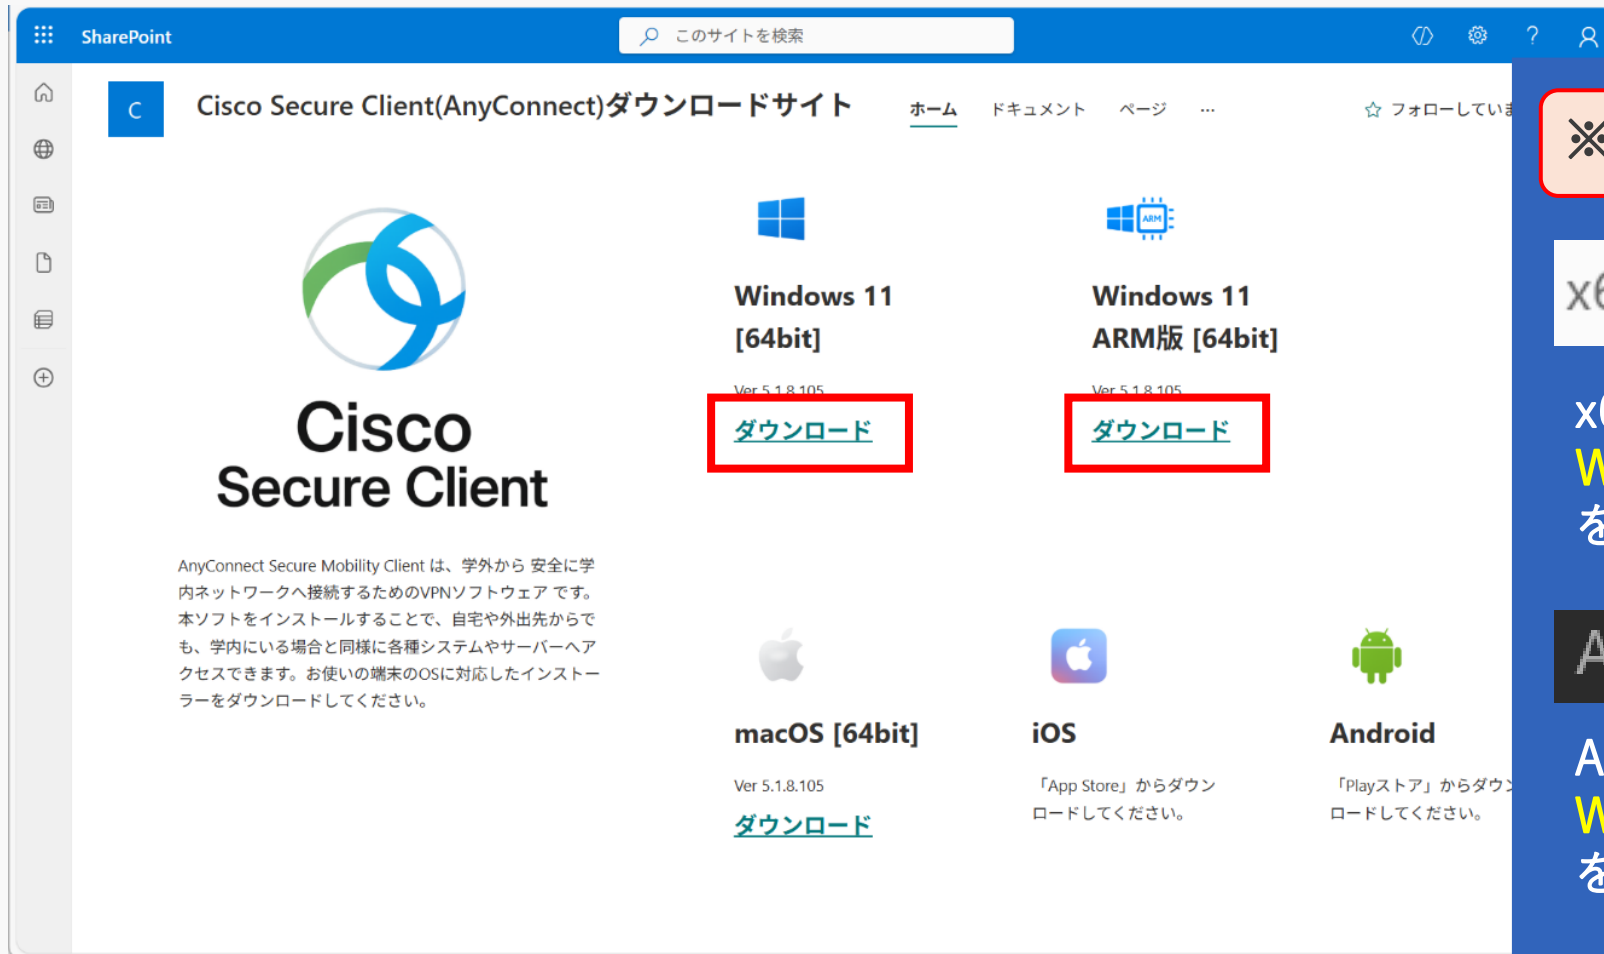 SharePoint
このサイトを検索
C
Cisco Secure Client(AnyConnect)ダウンロードサイト
ホーム
ドキュメント
ページ
…
フォローしていま
※
ARM
Windows 11
[64bit]
Ver 5.1.8.105
ダウンロード
Windows 11
ARM版 [64bit]
Ver 5.1.8.105
ダウンロード
Cisco
Secure Client
AnyConnect Secure Mobility Client は、学外から 安全に学
内ネットワークへ接続するためのVPNソフトウェア です。
本ソフトをインストールすることで、自宅や外出先からで
も、学内にいる場合と同様に各種システムやサーバーへア
クセスできます。お使いの端末のOSに対応したインストー
ラーをダウンロードしてください。
macOS [64bit]
Ver 5.1.8.105
ダウンロード
iOS
「App Store」からダウン
ロードしてください。
Android
「Playストア」からダウン
ロードしてください。
x6
x6
W
を
A
A
W
を